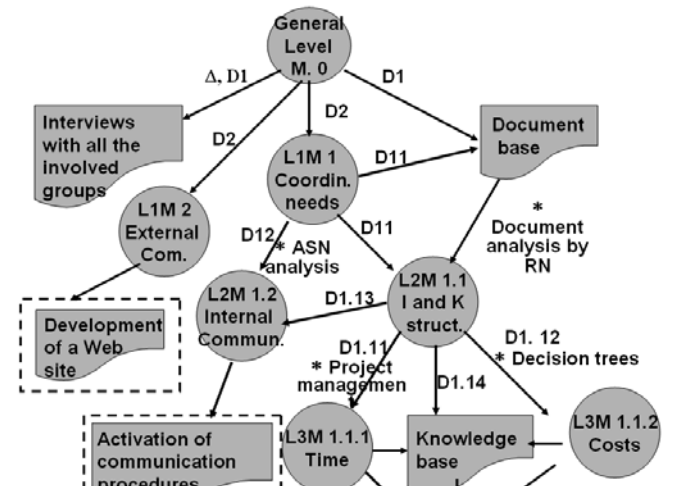 General
Level
M. 0
Δ, D1
D1
D2
D2
Interviews
with all the
involved
groups
Document
base
L1M 1
Coordin.
needs
D11
L1M 2
External
Com.
D12
* ASN
analysis
D11
*
Document
analysis by
RN
L2M 1.2
Internal
Commun.
D1.13
L2M 1.1
I and K
struct.
Development
of a Web
site
D1.11
* Project
managemen
D1.14
D1. 12
* Decision trees
Activation of
communication
procedures
L3M 1.1.1
Time
Knowledge
base
L3M 1.1.2
Costs